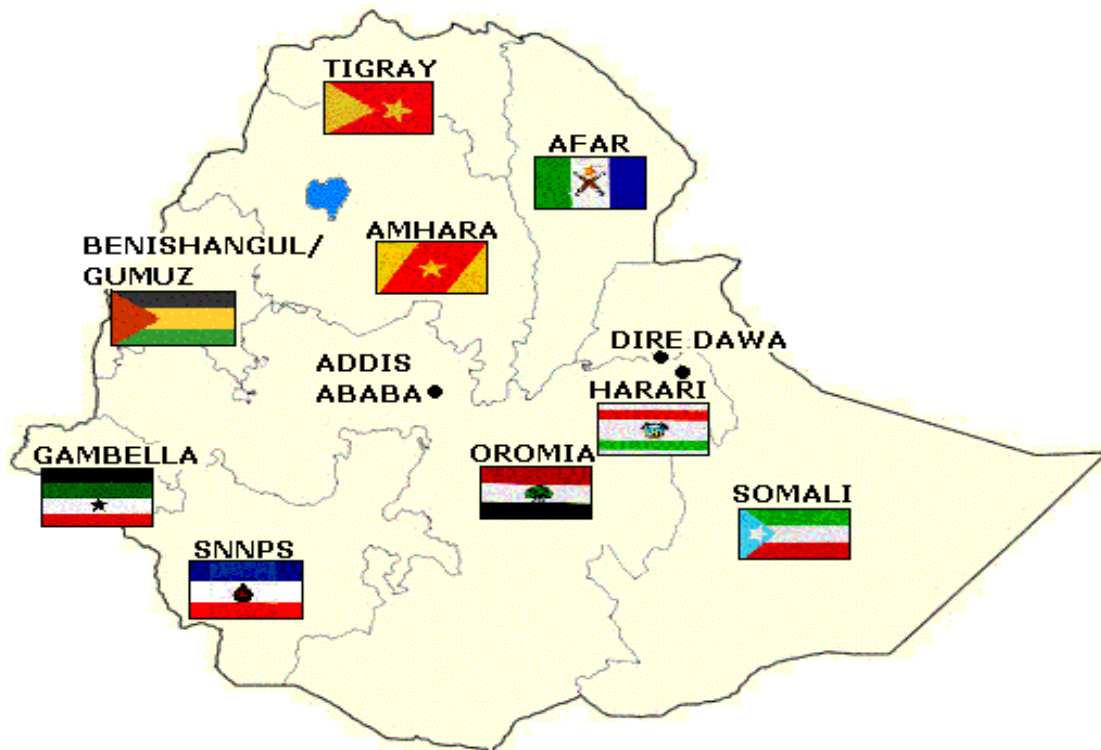 TIGRAY
AFAR
AMHARA
BENISHANGUL/
GUMUZ
DIRE DAWA
ADDIS
ABABA
HARARI
GAMBELLA
OROMIA
SOMALI
SNNPS